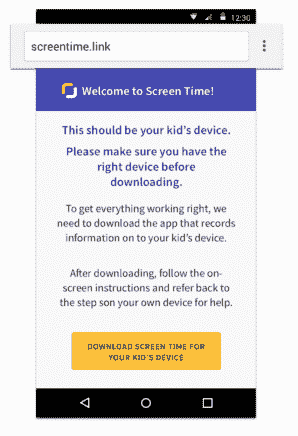 12:30
screentime.link
Welcome to Screen Time!
This should be your kid's device.
Please make sure you have the
right device before
downloading.
To get everything working right, we
need to download the app that records
information on to your kid's device.
After downloading, follow the on-
screen instructions and refer back to
the step son your own device for help.
DOWNLOAD SCREEN TIME FOR
YOUR KID'S DEVICE